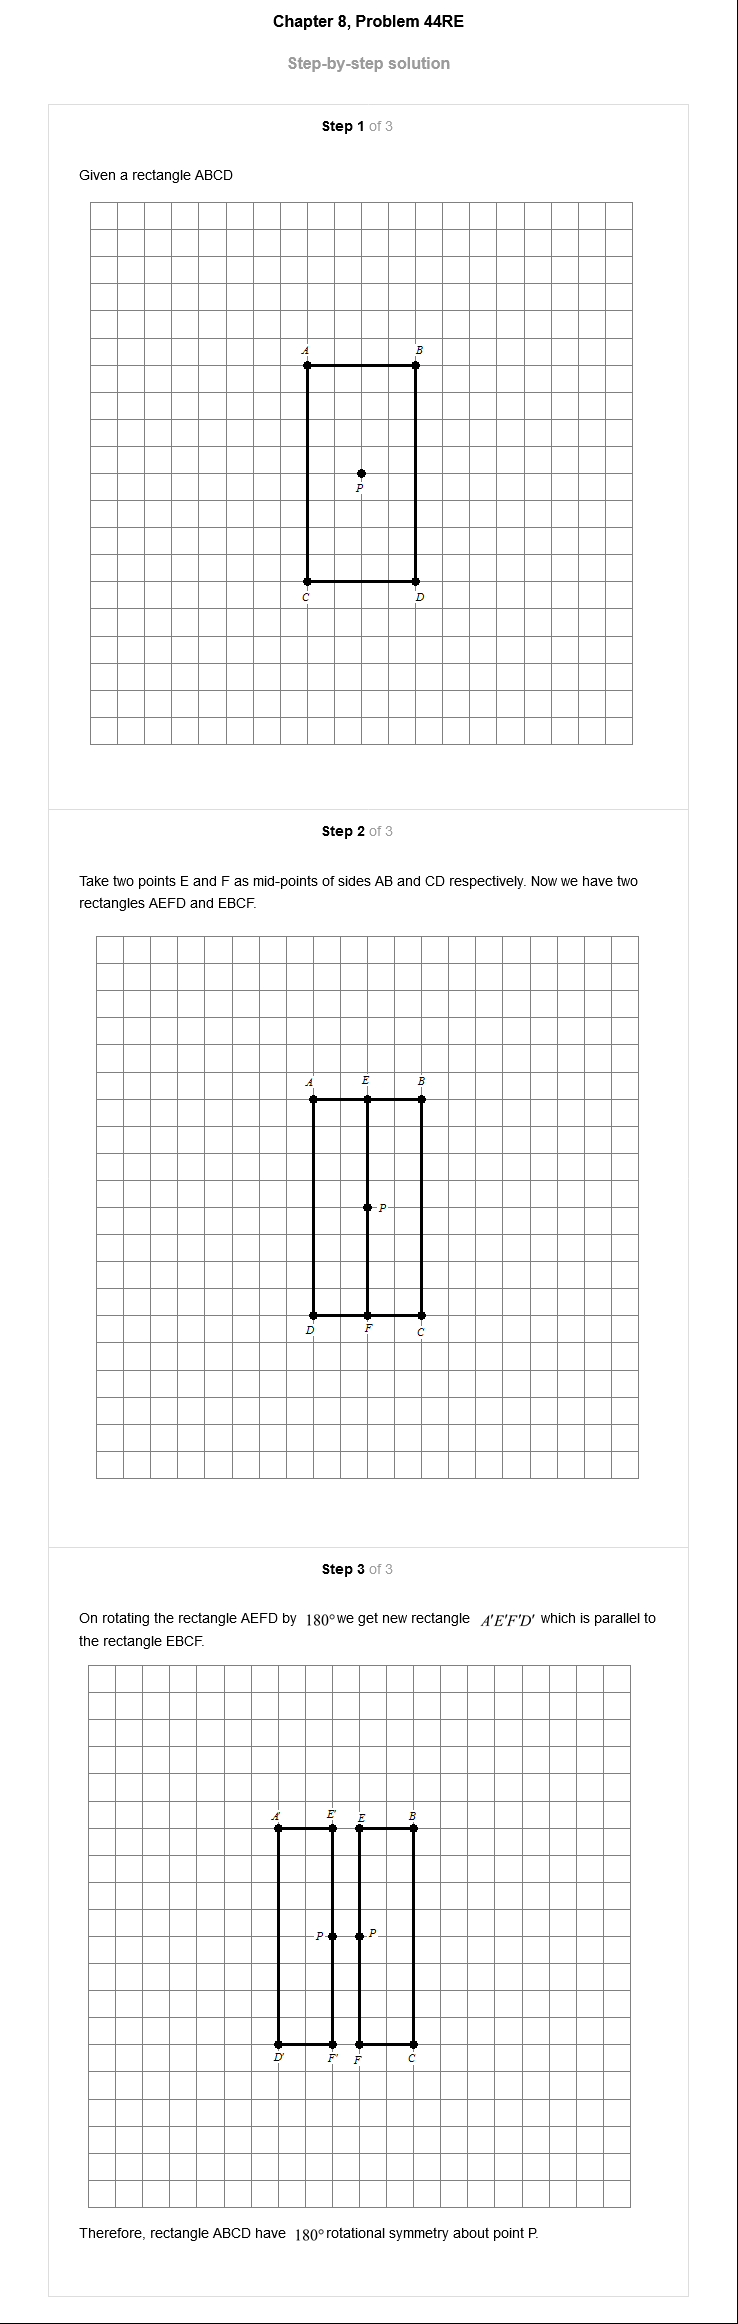 Chapter 8, Problem 44RE
Step-by-step solution
Step 1 of 3
Given a rectangle ABCD
A B
P
C D
Step 2 of 3
Take two points E and F as mid-points of sides AB and CD respectively. Now we have two
rectangles AEFD and EBCF.
A E B
P
D F C
Step 3 of 3
On rotating the rectangle AEFD by 180° we get new rectangle A'E'F'D' which is parallel to
the rectangle EBCF.
A' E' E B
P P
D' F' F C
Therefore, rectangle ABCD have 180° rotational symmetry about point P.